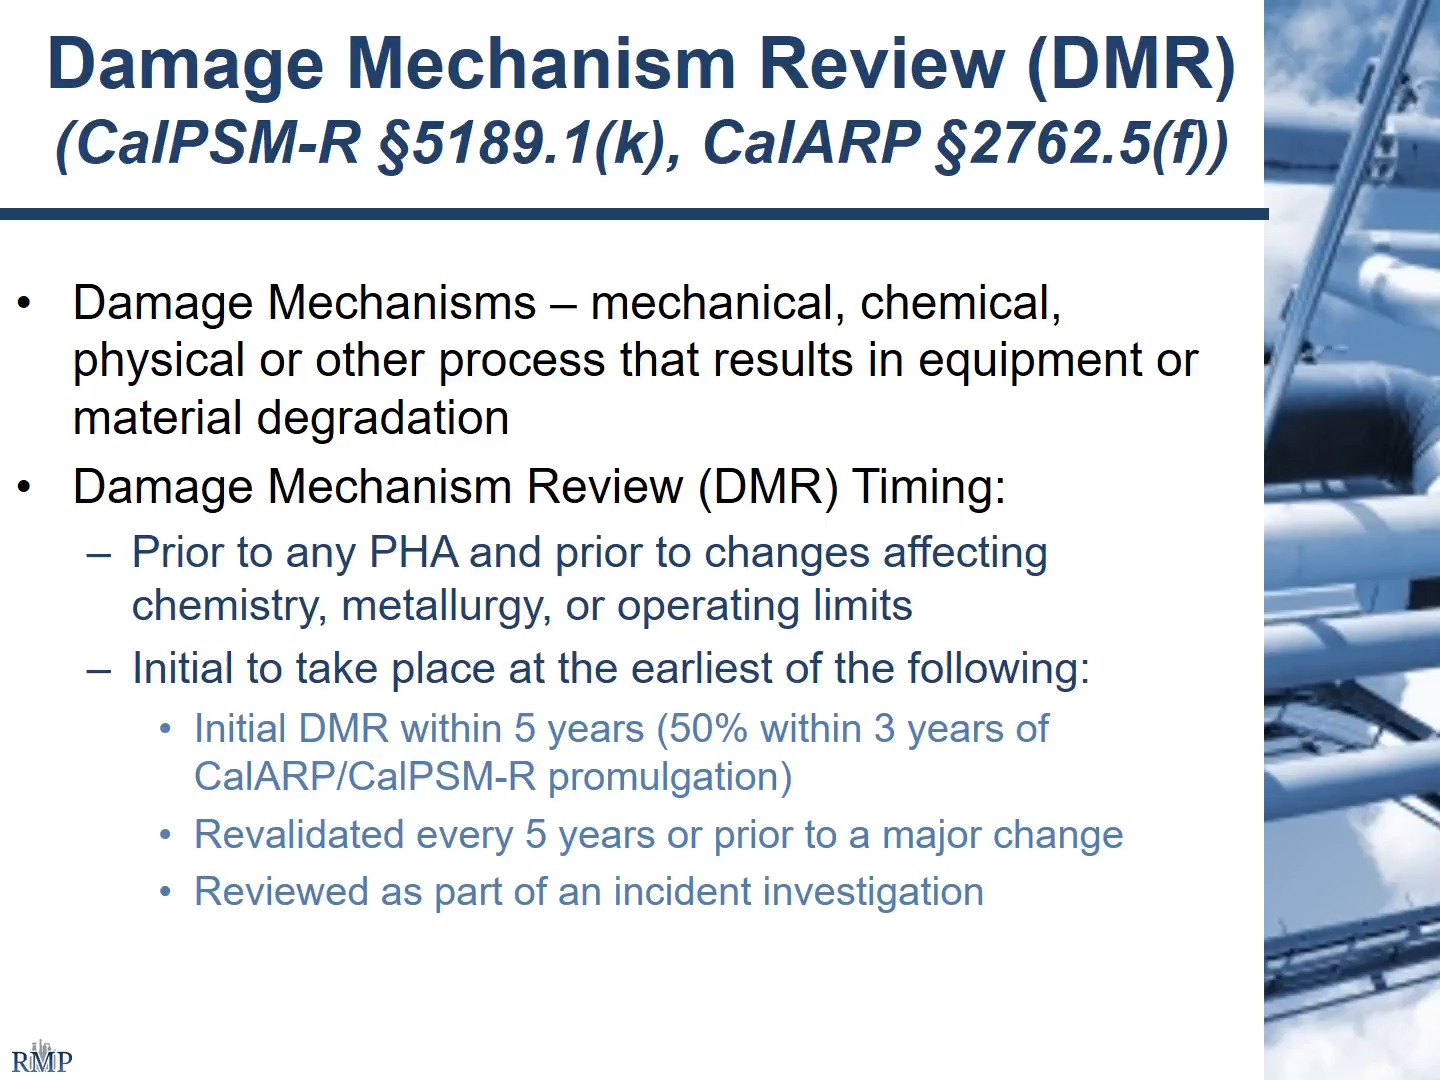 Damage Mechanism Review (DMR)
(CalPSM-R §5189.1(k), CalARP §2762.5(f))
• Damage Mechanisms – mechanical, chemical,
physical or other process that results in equipment or
material degradation
• Damage Mechanism Review (DMR) Timing:
– Prior to any PHA and prior to changes affecting
chemistry, metallurgy, or operating limits
– Initial to take place at the earliest of the following:
• Initial DMR within 5 years (50% within 3 years of
CalARP/CalPSM-R promulgation)
• Revalidated every 5 years or prior to a major change
• Reviewed as part of an incident investigation
RMP